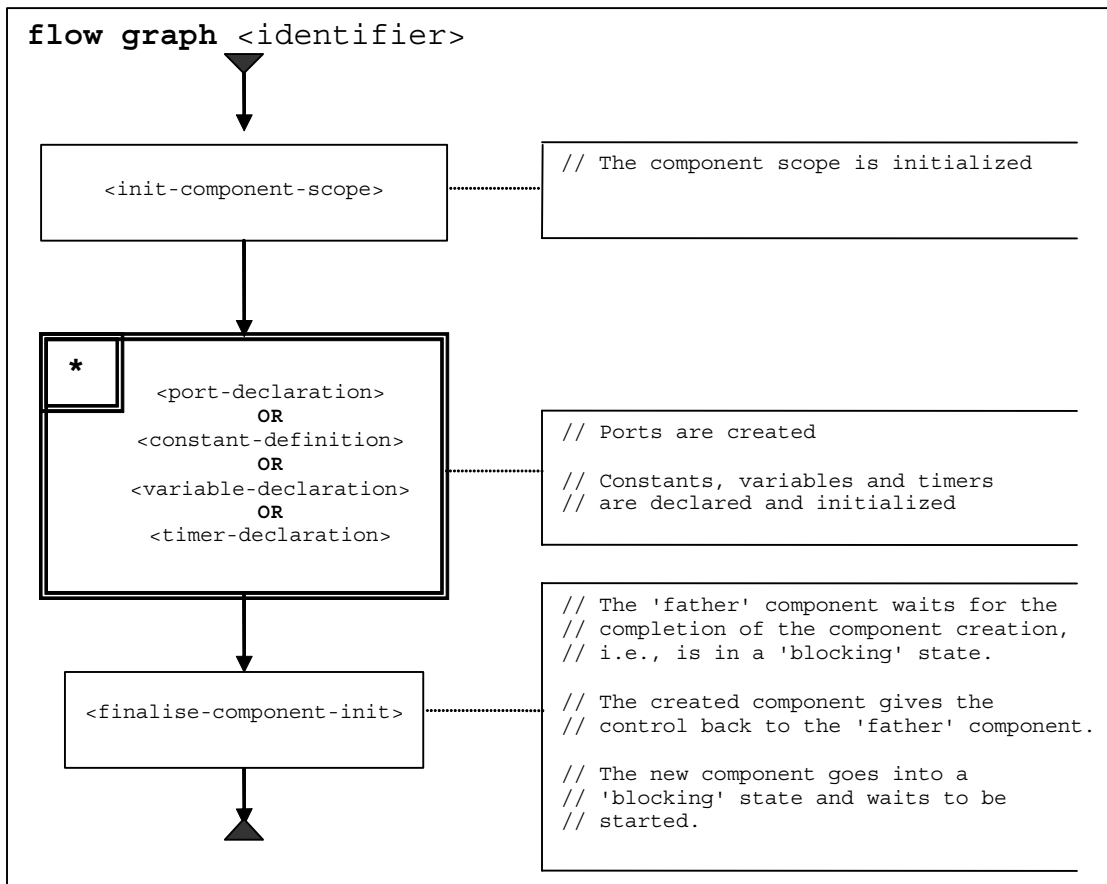 flow graph <identifier>
<init-component-scope>
// The component scope is initialized
*
<port-declaration>
OR
<constant-definition>
OR
<variable-declaration>
OR
<timer-declaration>
// Ports are created
// Constants, variables and timers
// are declared and initialized
<finalise-component-init>
// The 'father' component waits for the
// completion of the component creation,
// i.e., is in a 'blocking' state.
// The created component gives the
// control back to the 'father' component.
// The new component goes into a
// 'blocking' state and waits to be
// started.